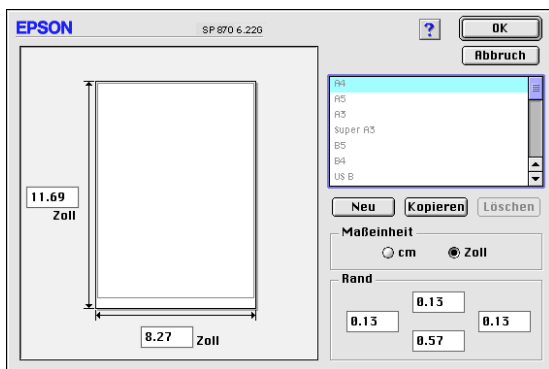 EPSON
SP 870 6.22G
?
OK
Abbruch
A4
A5
A3
Super A3
B5
B4
US B
11.69
Zoll
8.27 Zoll
Neu Kopieren Löschen
Maßeinheit
cm Zoll
Rand
0.13
0.13 0.13
0.57